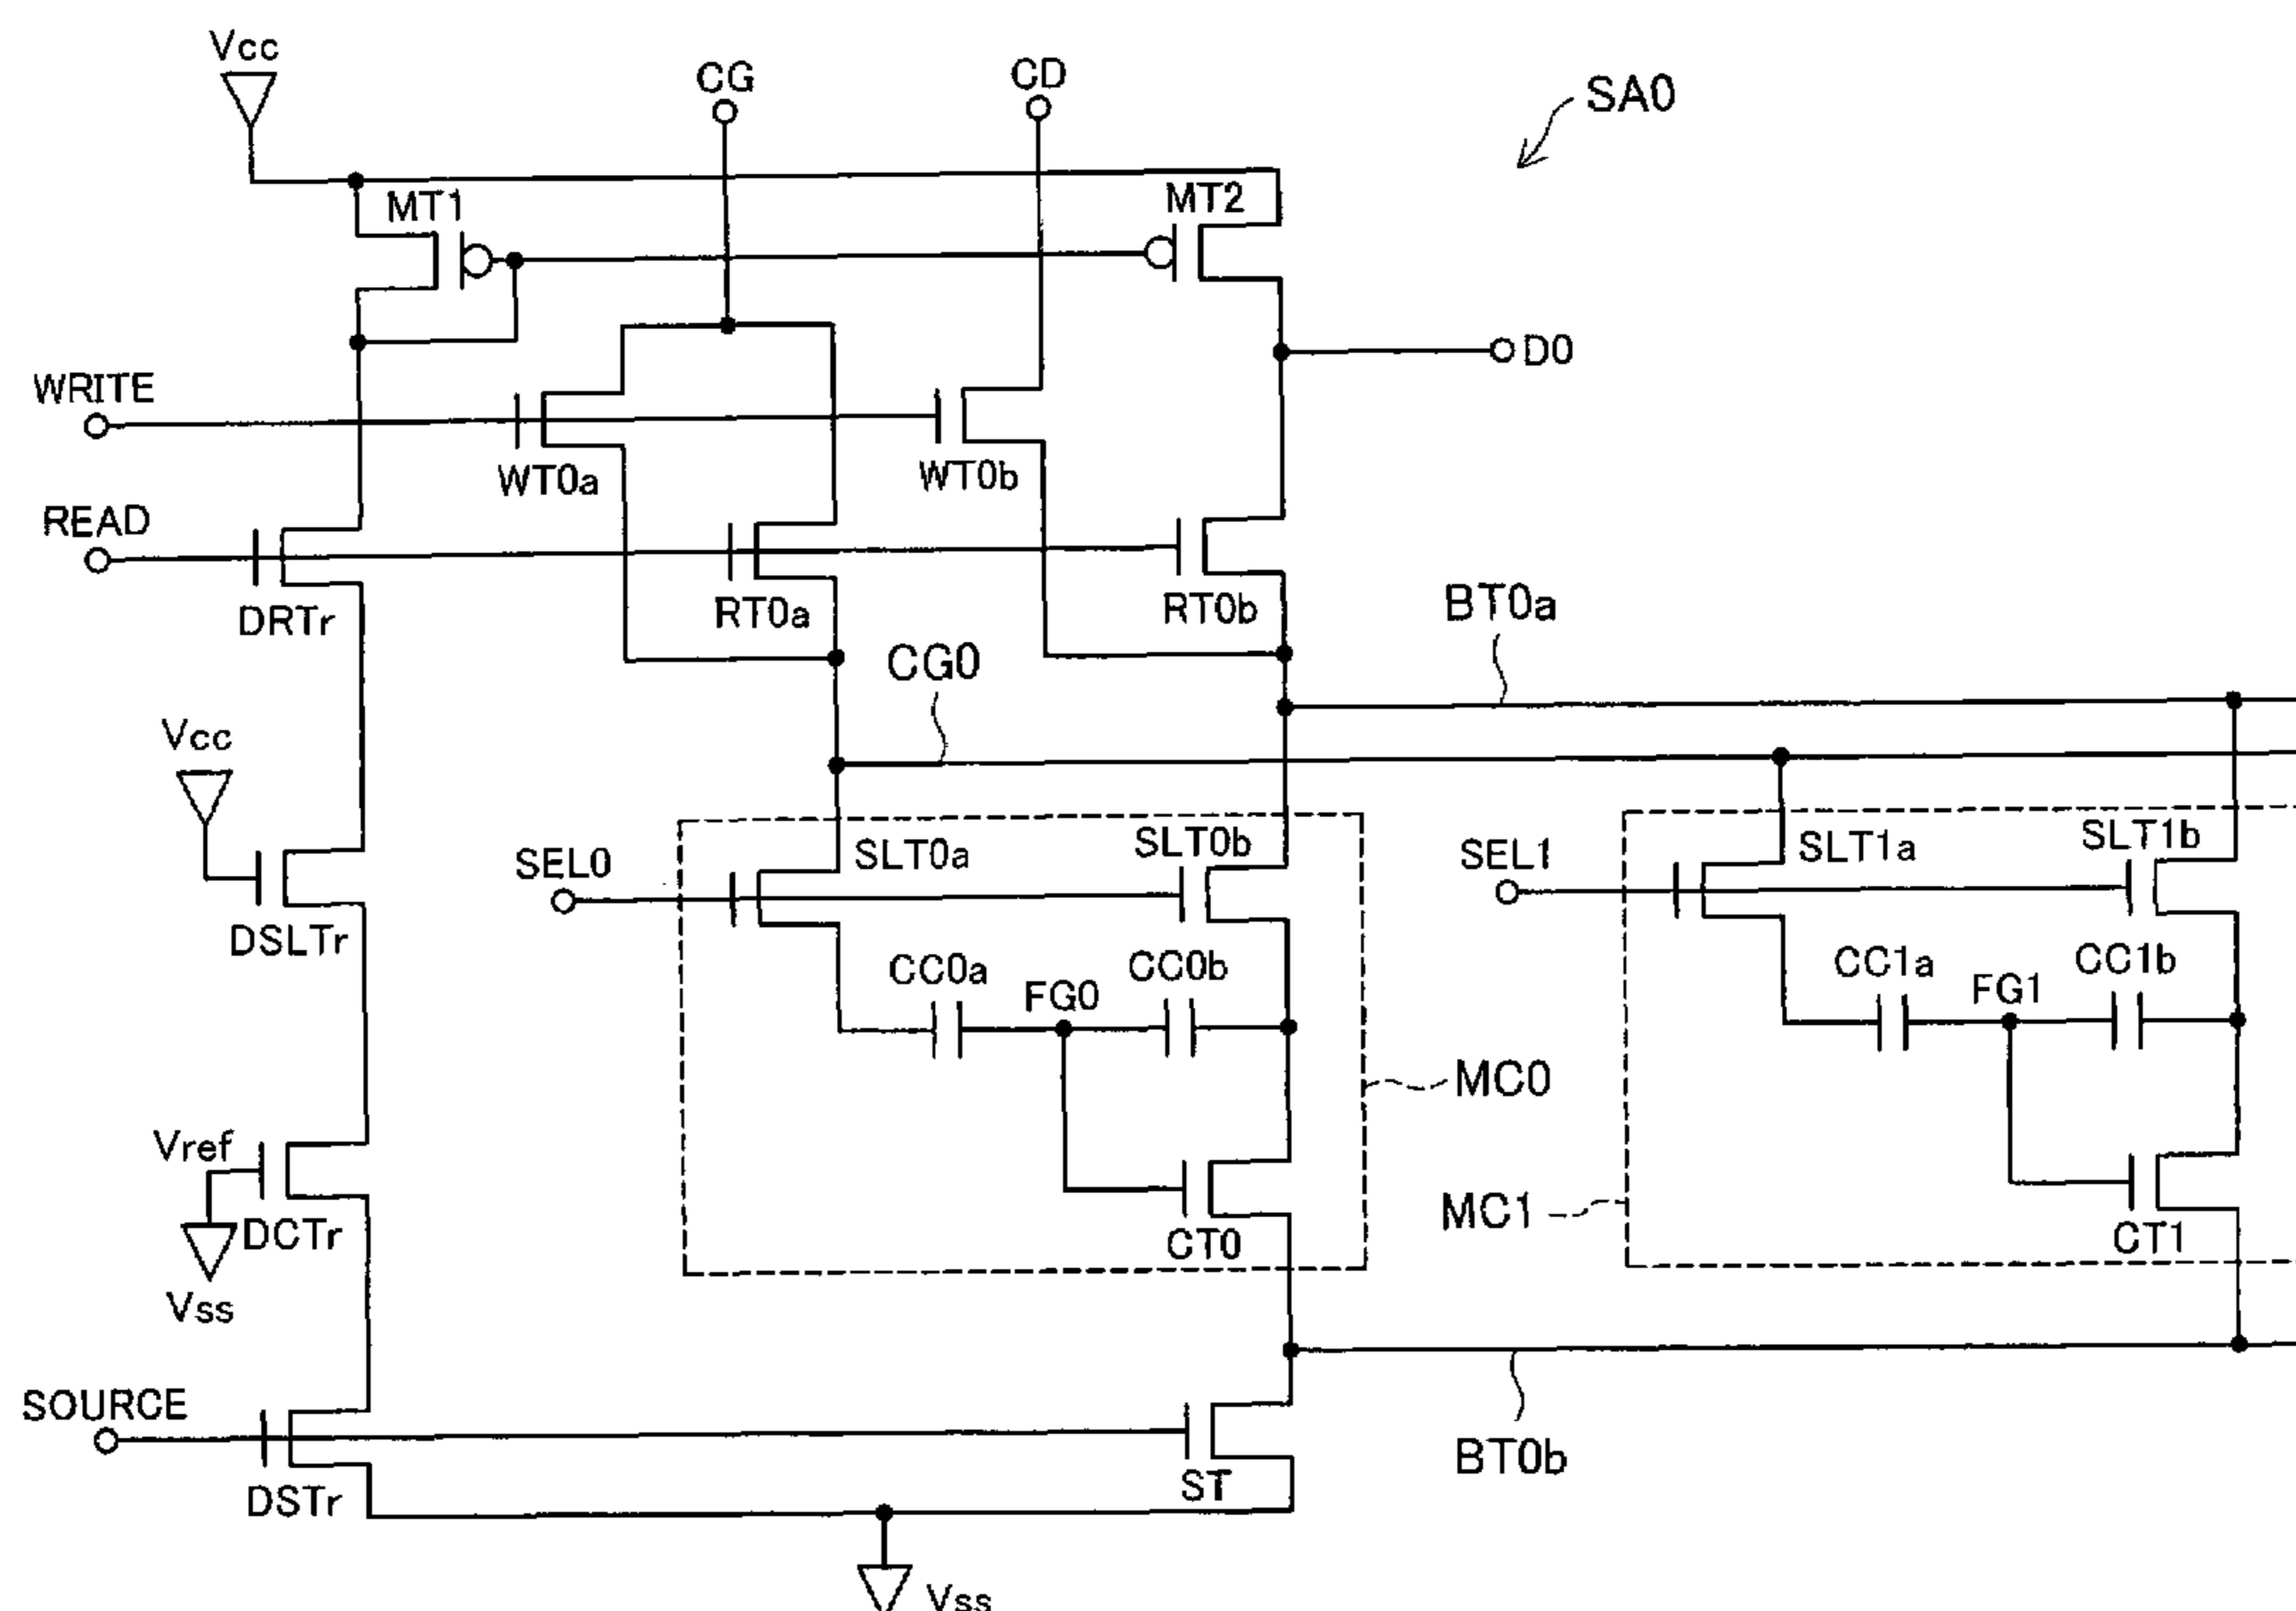 Vcc
CG
CD
SA0
MT1
MT2
D0
WRITE
WT0a
WT0b
READ
DRTr
RT0a
RT0b
BT0a
CG0
Vcc
SEL0
SLT0a
SLT0b
SEL1
SLT1a
SLT1b
DSLTr
CC0a
FG0
CC0b
CC1a
FG1
CC1b
MC0
Vref
DCTr
MC1
CT0
CT1
Vss
SOURCE
BT0b
DSTr
ST
Vss